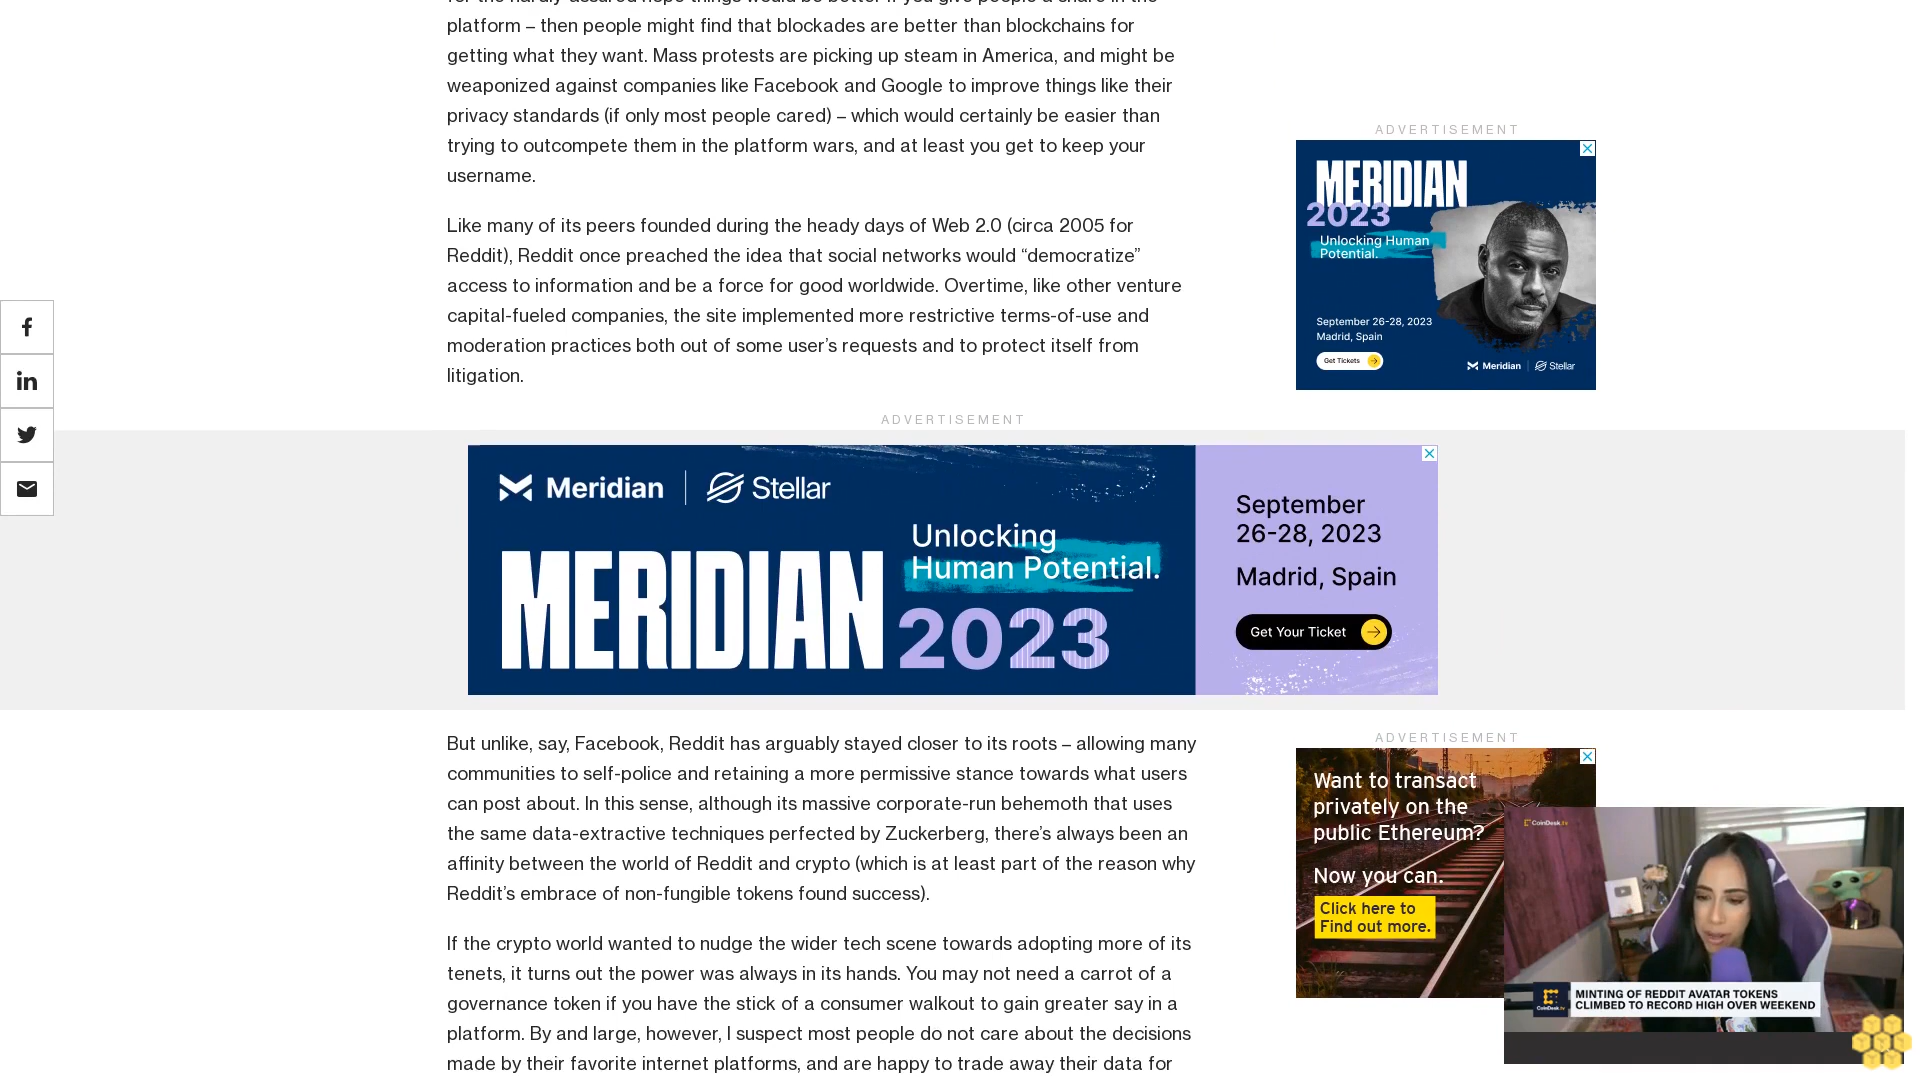 platform – then people might find that blockades are better than blockchains for
getting what they want. Mass protests are picking up steam in America, and might be
weaponized against companies like Facebook and Google to improve things like their
privacy standards (if only most people cared) – which would certainly be easier than
trying to outcompete them in the platform wars, and at least you get to keep your
username.
Like many of its peers founded during the heady days of Web 2.0 (circa 2005 for
Reddit), Reddit once preached the idea that social networks would “democratize”
access to information and be a force for good worldwide. Overtime, like other venture
capital-fueled companies, the site implemented more restrictive terms-of-use and
moderation practices both out of some user’s requests and to protect itself from
litigation.
ADVERTISEMENT
MERIDIAN
2023
Unlocking Human
Potential.
September 26-28, 2023
Madrid, Spain
Get Tickets
Meridian
Stellar
ADVERTISEMENT
Meridian
Stellar
Unlocking
Human Potential.
MERIDIAN
2023
September
26-28, 2023
Madrid, Spain
Get Your Ticket
But unlike, say, Facebook, Reddit has arguably stayed closer to its roots – allowing many
communities to self-police and retaining a more permissive stance towards what users
can post about. In this sense, although its massive corporate-run behemoth that uses
the same data-extractive techniques perfected by Zuckerberg, there’s always been an
affinity between the world of Reddit and crypto (which is at least part of the reason why
Reddit’s embrace of non-fungible tokens found success).
If the crypto world wanted to nudge the wider tech scene towards adopting more of its
tenets, it turns out the power was always in its hands. You may not need a carrot of a
governance token if you have the stick of a consumer walkout to gain greater say in a
platform. By and large, however, I suspect most people do not care about the decisions
made by their favorite internet platforms, and are happy to trade away their data for
ADVERTISEMENT
Want to transact
privately on the
public Ethereum?
Now you can.
Click here to
Find out more.
CoinDesk.tv
CoinDesk.tv
MINTING OF REDDIT AVATAR TOKENS
CLIMBED TO RECORD HIGH OVER WEEKEND